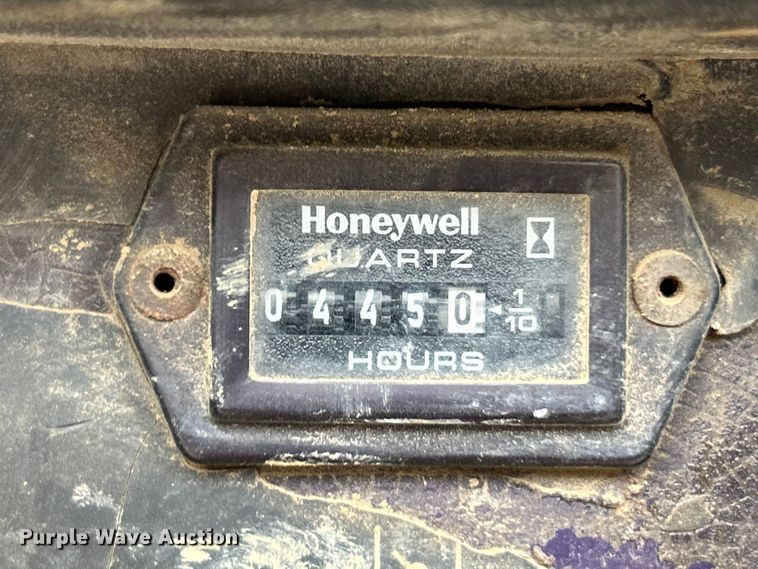 Honeywell
QUARTZ
0 4 4 5 0 1/10
HOURS
Purple Wave Auction